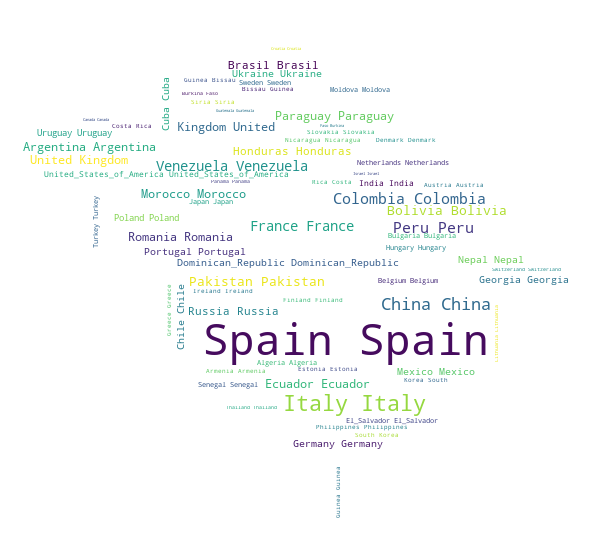 Brasil Brasil
Ukraine Ukraine
Guinea Bissau
Sweden Sweden
Bissau Guinea
Moldova Moldova
Cuba Cuba
Burkina Faso
Siria Siria
Guatemala Guatemala
Canada Canada
Paraguay Paraguay
Costa Rica
Kingdom United
Uruguay Uruguay
Slovakia Slovakia
Nicaragua Nicaragua
Denmark Denmark
Argentina Argentina
Honduras Honduras
United Kingdom
Venezuela Venezuela
Netherlands Netherlands
United_States_of_America United_States_of_America
Israel Israel
Panama Panama
Rica Costa
India India
Austria Austria
Morocco Morocco
Japan Japan
Colombia Colombia
Bolivia Bolivia
Poland Poland
Turkey Turkey
France France
Peru Peru
Romania Romania
Bulgaria Bulgaria
Hungary Hungary
Portugal Portugal
Dominican_Republic Dominican_Republic
Nepal Nepal
Switzerland Switzerland
Pakistan Pakistan
Belgium Belgium
Georgia Georgia
Ireland Ireland
Greece Greece
Chile Chile
Finland Finland
China China
Russia Russia
Spain Spain
Algeria Algeria
Armenia Armenia
Estonia Estonia
Mexico Mexico
Korea South
Senegal Senegal
Ecuador Ecuador
Italy Italy
Thailand Thailand
El_Salvador El_Salvador
Philippines Philippines
South Korea
Germany Germany
Guinea Guinea